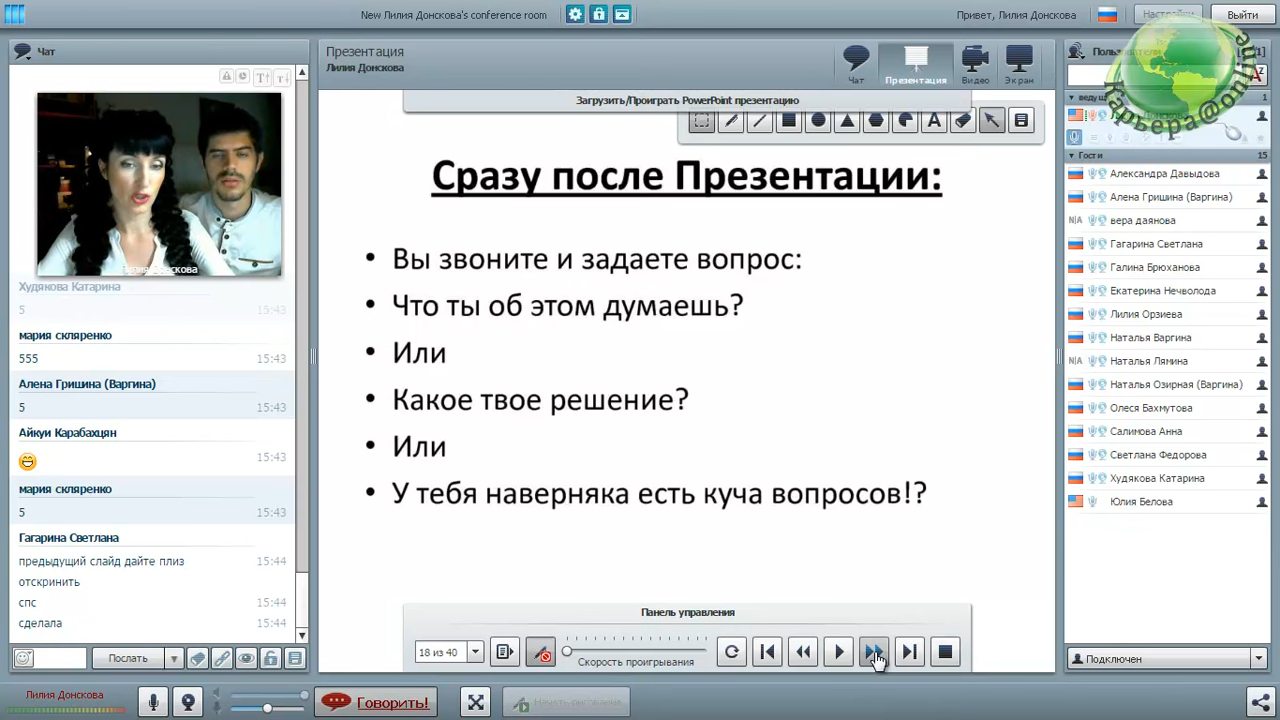 New Лилия Донскова's conference room
Привет, Лилия Донскова
Настройки
Выйти
Чат
Лилия Донскова
Худякова Катарина
5
15:43
мария скляренко
555
15:43
Алена Гришина (Варгина)
5
15:43
Айкуи Карабахцян
15:43
мария скляренко
5
15:43
Гагарина Светлана
предыдущий слайд дайте плиз
15:44
отскринить
спс
15:44
сделала
15:44
Послать
Презентация
Лилия Донскова
Чат
Презентация
Видео
Экран
Загрузить/Проиграть PowerPoint презентацию
Сразу после Презентации:
• Вы звоните и задаете вопрос:
• Что ты об этом думаешь?
• Или
• Какое твое решение?
• Или
• У тебя наверняка есть куча вопросов!?
Панель управления
18 из 40
Скорость проигрывания
Карьера@online
1
Гости
15
Александра Давыдова
Алена Гришина (Варгина)
N/A вера даянова
Гагарина Светлана
Галина Брюханова
Екатерина Нечволода
Лилия Орзиева
Наталья Варгина
N/A Наталья Лямина
Наталья Озирная (Варгина)
Олеся Бахмутова
Салимова Анна
Светлана Федорова
Худякова Катарина
Юлия Белова
Подключен
Лилия Донскова
Говорить!